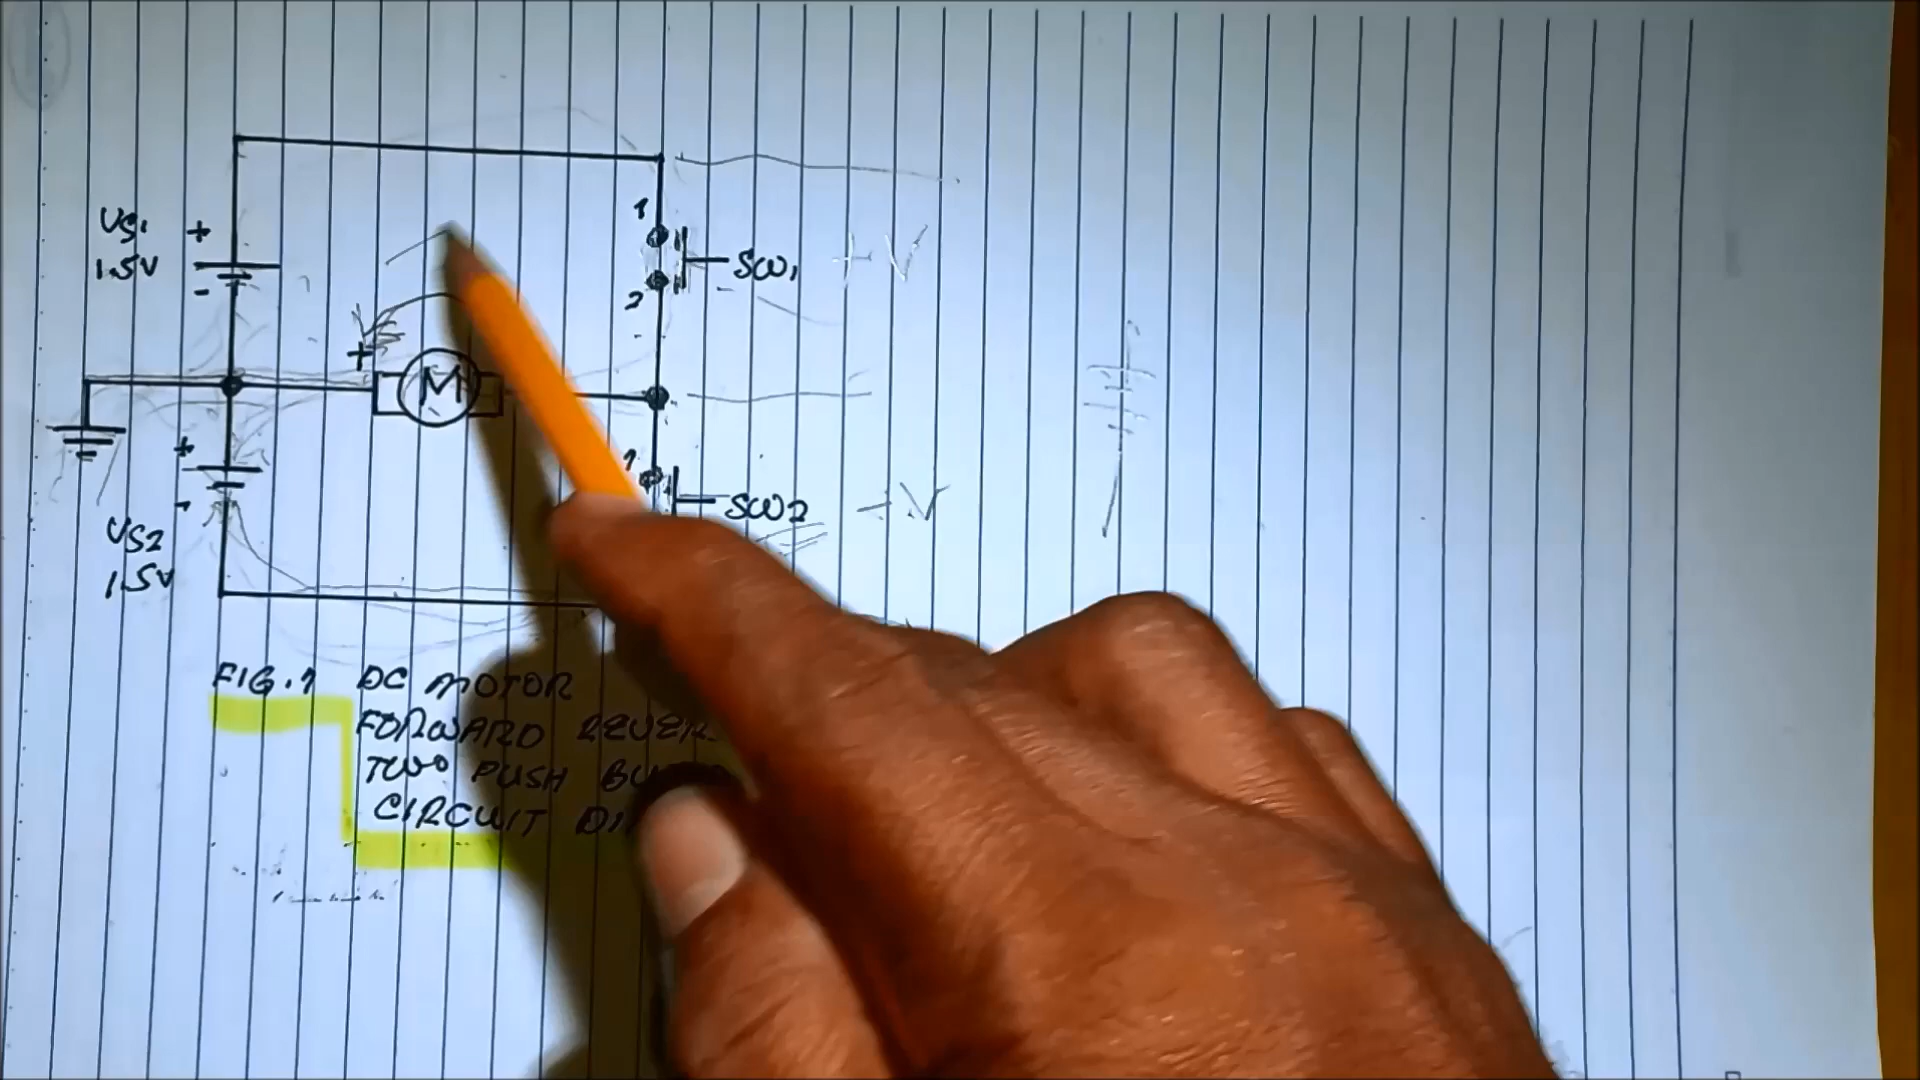 1
VS1
+
1.5V
-
SW1
+V
2
+
M
+
1
-
SW2
-V
VS2
1.5V
FIG.1 DC MOTOR
FORWARD
TWO PUSH
CIRCUIT